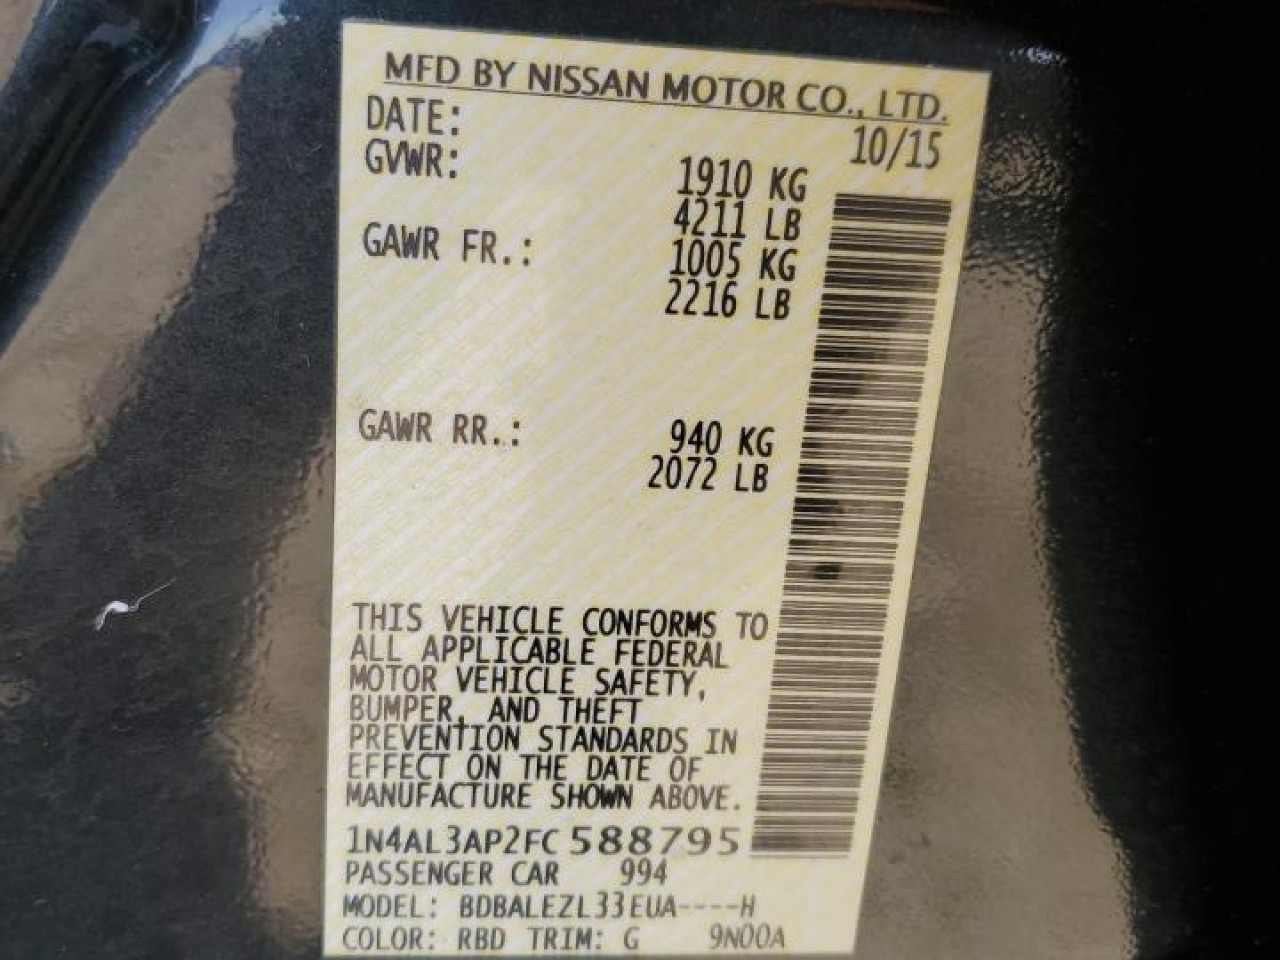 MFD BY NISSAN MOTOR CO., LTD.
DATE: 10/15
GVWR: 1910 KG
4211 LB
GAWR FR.: 1005 KG
2216 LB
GAWR RR.: 940 KG
2072 LB
THIS VEHICLE CONFORMS TO
ALL APPLICABLE FEDERAL
MOTOR VEHICLE SAFETY,
BUMPER, AND THEFT
PREVENTION STANDARDS IN
EFFECT ON THE DATE OF
MANUFACTURE SHOWN ABOVE.
1N4AL3AP2FC588795
PASSENGER CAR 994
MODEL: BDBALEZL33EUA----H
COLOR: RBD TRIM: G 9N00A